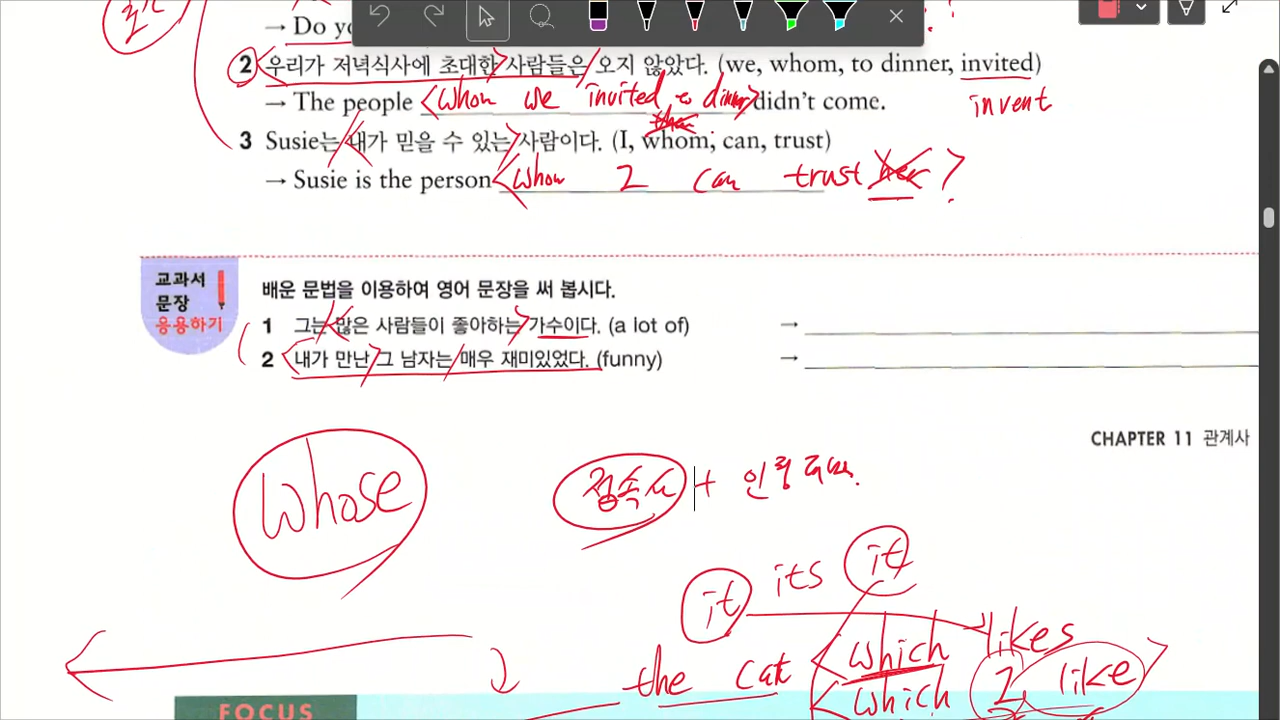 → Do yo
2 우리가 저녁식사에 초대한 사람들은 오지 않았다. (we, whom, to dinner, invited)
→ The people whom we invited to dinner didn't come.
invent
3 Susie는 내가 믿을 수 있는 사람이다. (I, whom, can, trust)
→ Susie is the person whom I can trust her ?
교과서
문장
응용하기
배운 문법을 이용하여 영어 문장을 써 봅시다.
1 그는 많은 사람들이 좋아하는 가수이다. (a lot of) →
2 내가 만난 그 남자는 매우 재미있었다. (funny) →
CHAPTER 11 관계사
whose
접속사 + 인칭
it its it
likes
the cat which
which I like
FOCUS